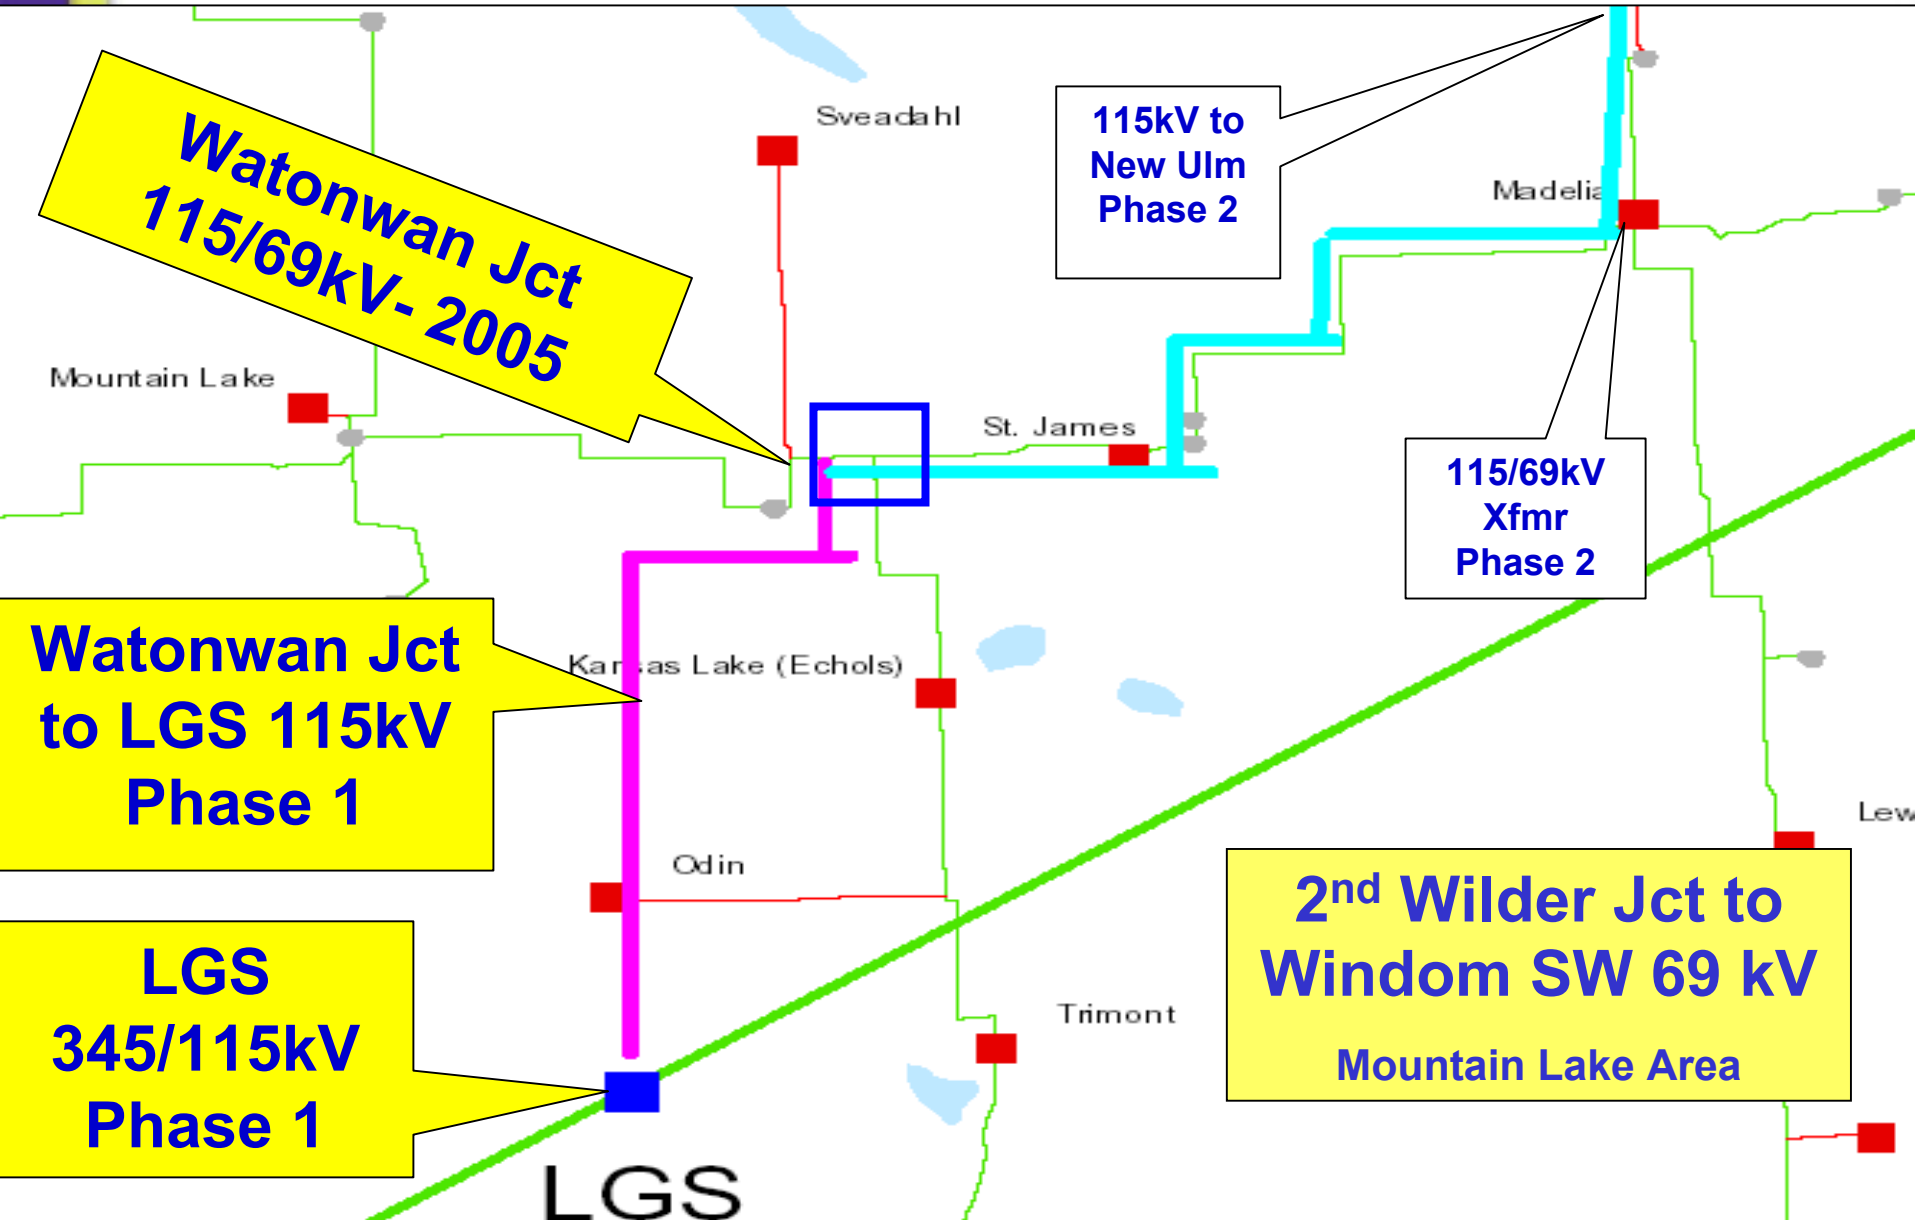 Sveadahl
115kV to
New Ulm
Phase 2
Watonwan Jct
115/69kV- 2005
Madelia
Mountain Lake
St. James
115/69kV
Xfmr
Phase 2
Watonwan Jct
to LGS 115kV
Phase 1
Kansas Lake (Echols)
Odin
Lew
2nd Wilder Jct to
Windom SW 69 kV
Mountain Lake Area
LGS
345/115kV
Phase 1
Trimont
LGS